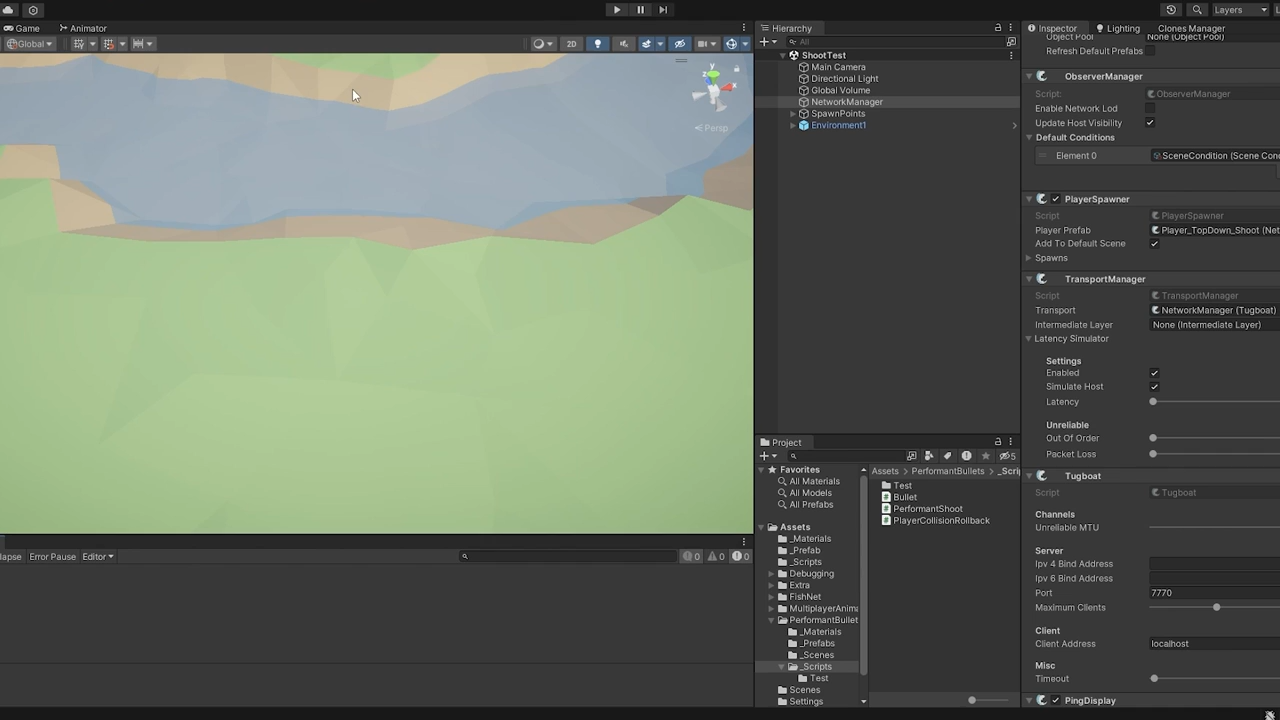 Layers
Game
Animator
Global
2D
y
z
x
Persp
Error Pause
Editor
0
0
0
Hierarchy
All
ShootTest
Main Camera
Directional Light
Global Volume
NetworkManager
SpawnPoints
Environment1
Project
5
Favorites
All Materials
All Models
All Prefabs
Assets
_Materials
_Prefab
_Scripts
Debugging
Extra
FishNet
MultiplayerAnima
PerformantBullet
_Materials
_Prefabs
_Scenes
_Scripts
Test
Scenes
Settings
Assets > PerformantBullets > _Scrip
Test
Bullet
PerformantShoot
PlayerCollisionRollback
Inspector
Lighting
Clones Manager
Object Pool
None (Object Pool)
Refresh Default Prefabs
ObserverManager
Script:
ObserverManager
Enable Network Lod
Update Host Visibility
Default Conditions
Element 0
SceneCondition (Scene Con
PlayerSpawner
Script
PlayerSpawner
Player Prefab
Player_TopDown_Shoot (Net
Add To Default Scene
Spawns
TransportManager
Script
TransportManager
Transport
NetworkManager (Tugboat)
Intermediate Layer
None (Intermediate Layer)
Latency Simulator
Settings
Enabled
Simulate Host
Latency
Unreliable
Out Of Order
Packet Loss
Tugboat
Script
Tugboat
Channels
Unreliable MTU
Server
Ipv 4 Bind Address
Ipv 6 Bind Address
Port
7770
Maximum Clients
Client
Client Address
localhost
Misc
Timeout
PingDisplay